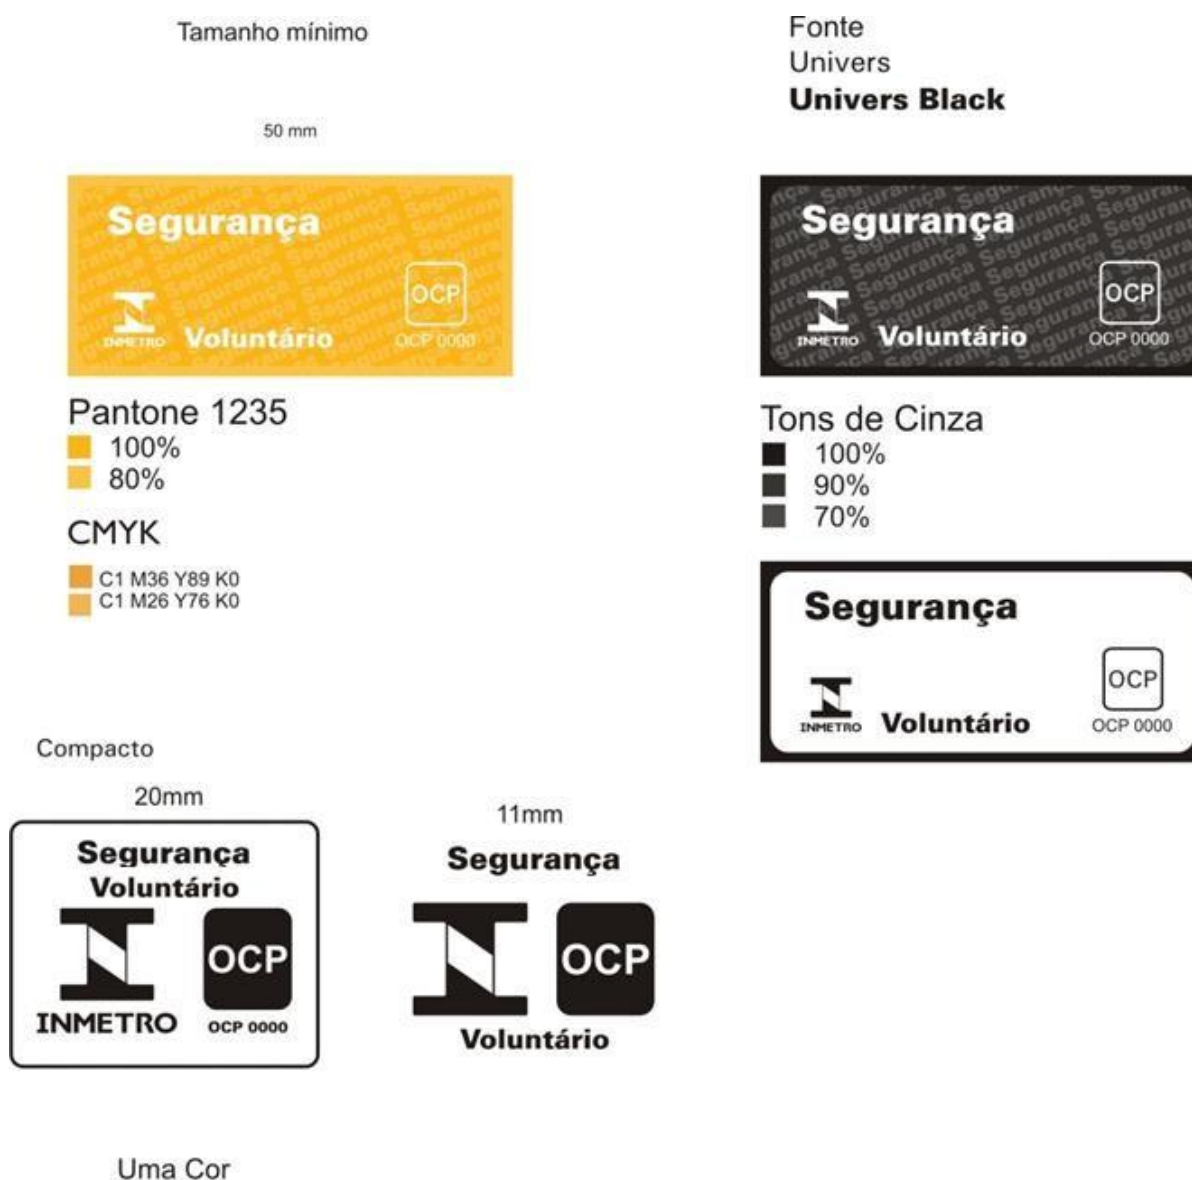 Tamanho mínimo
50 mm
Segurança
INMETRO
Voluntário
OCP
OCP 0000
Pantone 1235
100%
80%
CMYK
C1 M36 Y89 K0
C1 M26 Y76 K0
Fonte
Univers
Univers Black
Segurança
INMETRO
Voluntário
OCP
OCP 0000
Tons de Cinza
100%
90%
70%
Segurança
INMETRO
Voluntário
OCP
OCP 0000
Compacto
20mm
Segurança
Voluntário
OCP
INMETRO
OCP 0000
11mm
Segurança
OCP
Voluntário
Uma Cor